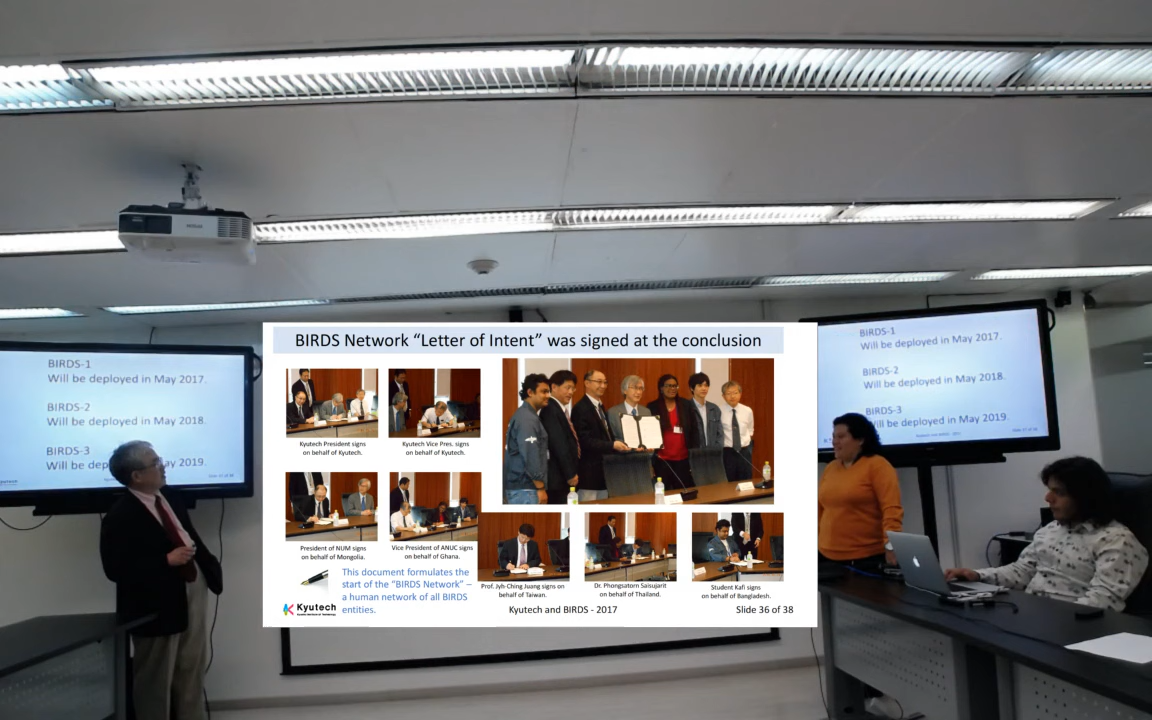 BIRDS-1
Will be deployed in May 2017.
BIRDS-2
Will be deployed in May 2018.
BIRDS-3
Will be dep
ay 2019.
BIRDS Network “Letter of Intent” was signed at the conclusion
Kyutech President signs
on behalf of Kyutech.
Kyutech Vice Pres. signs
on behalf of Kyutech.
President of NUM signs
on behalf of Mongolia.
Vice President of ANUC signs
on behalf of Ghana.
Prof. Jyh Ching Juang signs on
behalf of Taiwan.
Dr. Phongsatorn Saisujarit
on behalf of Thailand.
Student Kafi signs
on behalf of Bangladesh.
This document formulates the
start of the “BIRDS Network” –
a human network of all BIRDS
entities.
Kyutech
Kyutech and BIRDS - 2017
Slide 36 of 38
BIRDS-1
Will be deployed in May 2017.
BIRDS-2
Will be deployed in May 2018.
BIRDS-3
ill be deployed in May 2019.